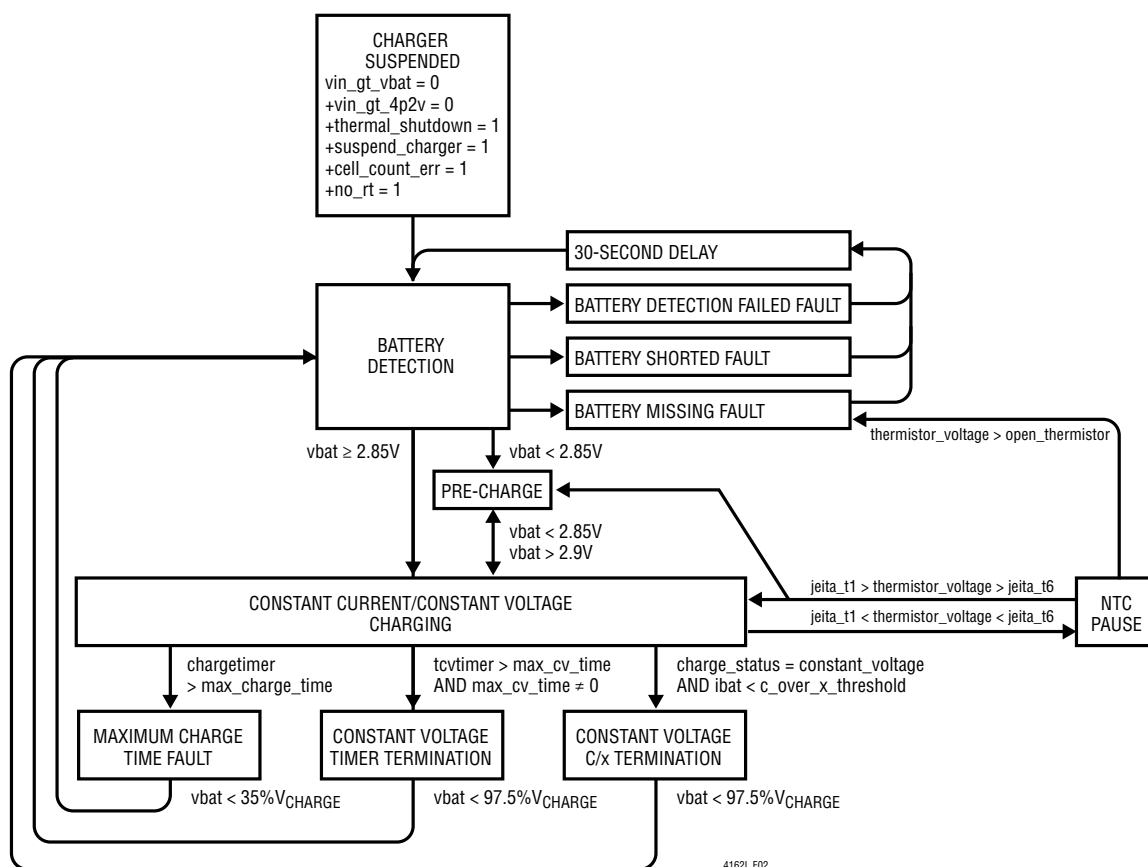 CHARGER
SUSPENDED
vin_gt_vbat = 0
+vin_gt_4p2v = 0
+thermal_shutdown = 1
+suspend_charger = 1
+cell_count_err = 1
+no_rt = 1
30-SECOND DELAY
BATTERY DETECTION FAILED FAULT
BATTERY
DETECTION
BATTERY SHORTED FAULT
BATTERY MISSING FAULT
thermistor_voltage > open_thermistor
vbat ≥ 2.85V
vbat < 2.85V
PRE-CHARGE
vbat < 2.85V
vbat > 2.9V
CONSTANT CURRENT/CONSTANT VOLTAGE
CHARGING
jeita_t1 > thermistor_voltage > jeita_t6
jeita_t1 < thermistor_voltage < jeita_t6
NTC
PAUSE
chargetimer
> max_charge_time
tcvtimer > max_cv_time
AND max_cv_time ≠ 0
charge_status = constant_voltage
AND ibat < c_over_x_threshold
MAXIMUM CHARGE
TIME FAULT
CONSTANT VOLTAGE
TIMER TERMINATION
CONSTANT VOLTAGE
C/x TERMINATION
vbat < 35%VCHARGE
vbat < 97.5%VCHARGE
vbat < 97.5%VCHARGE
4162L F02